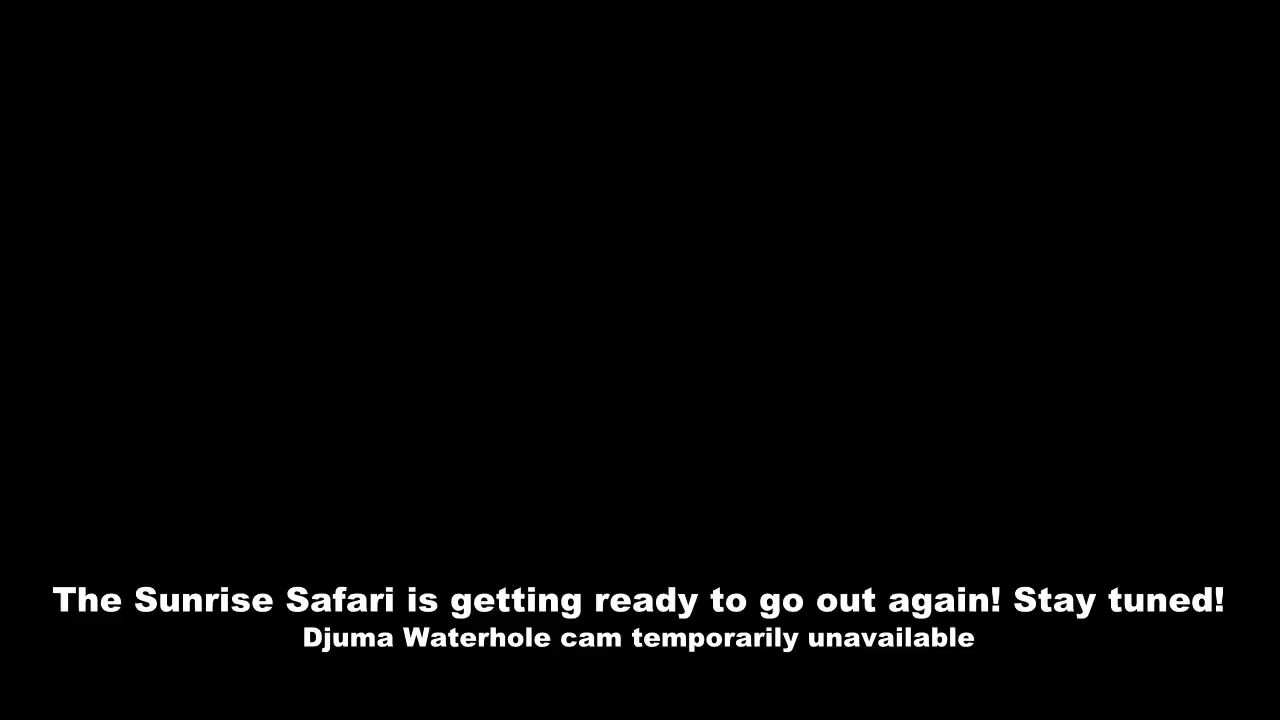 The Sunrise Safari is getting ready to go out again! Stay tuned!
Djuma Waterhole cam temporarily unavailable